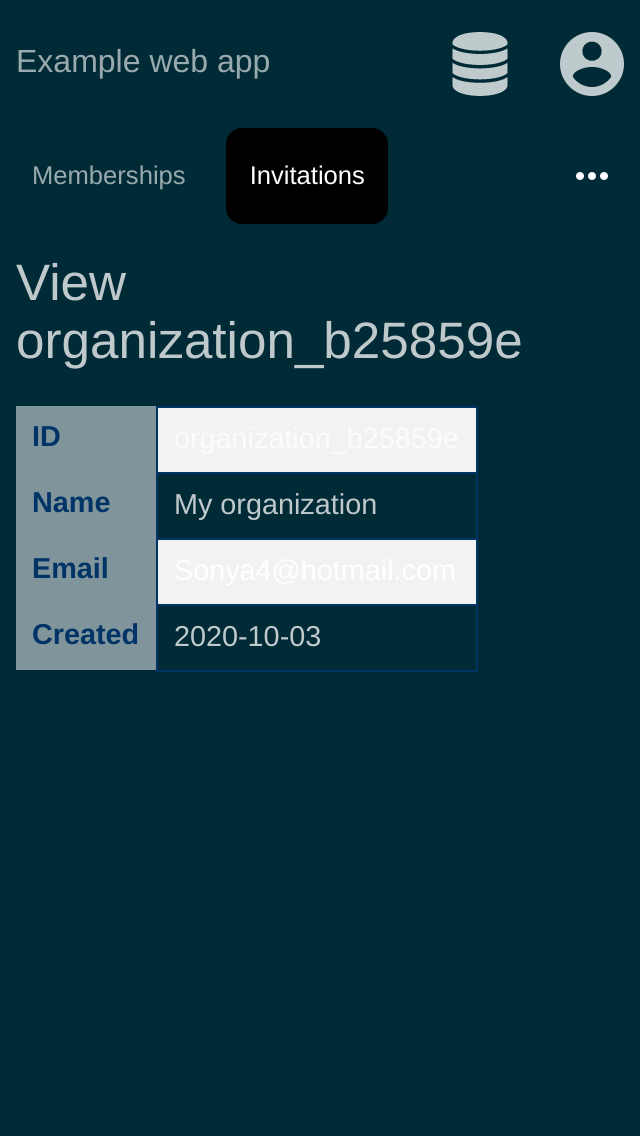 Example web app
Memberships Invitations
View
organization_b25859e
ID organization_b25859e
Name My organization
Email Sonya4@hotmail.com
Created 2020-10-03